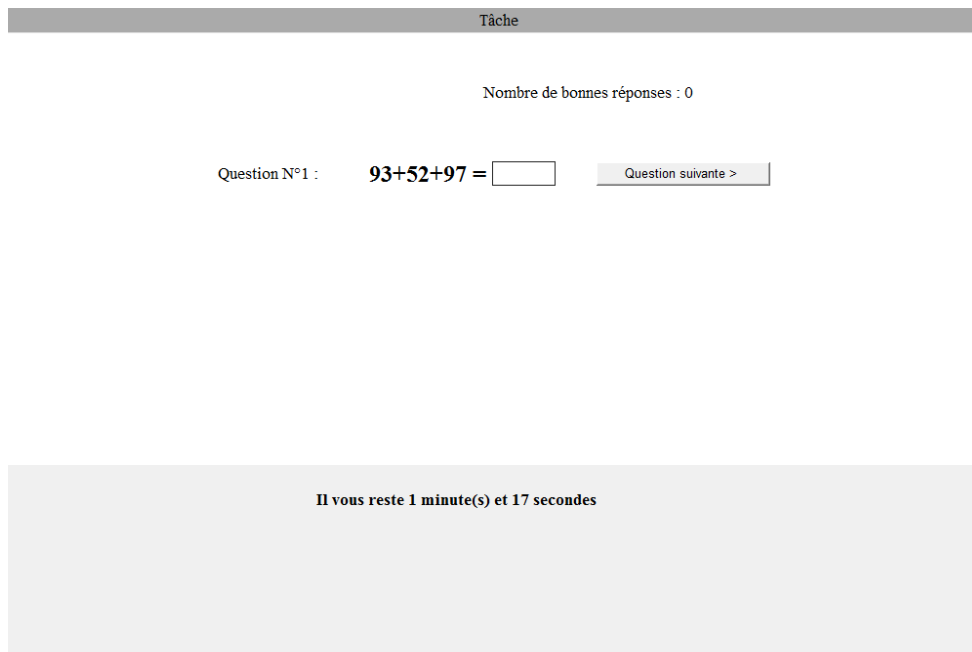 Tâche
Nombre de bonnes réponses : 0
Question N°1 : 93+52+97 = Question suivante >
Il vous reste 1 minute(s) et 17 secondes